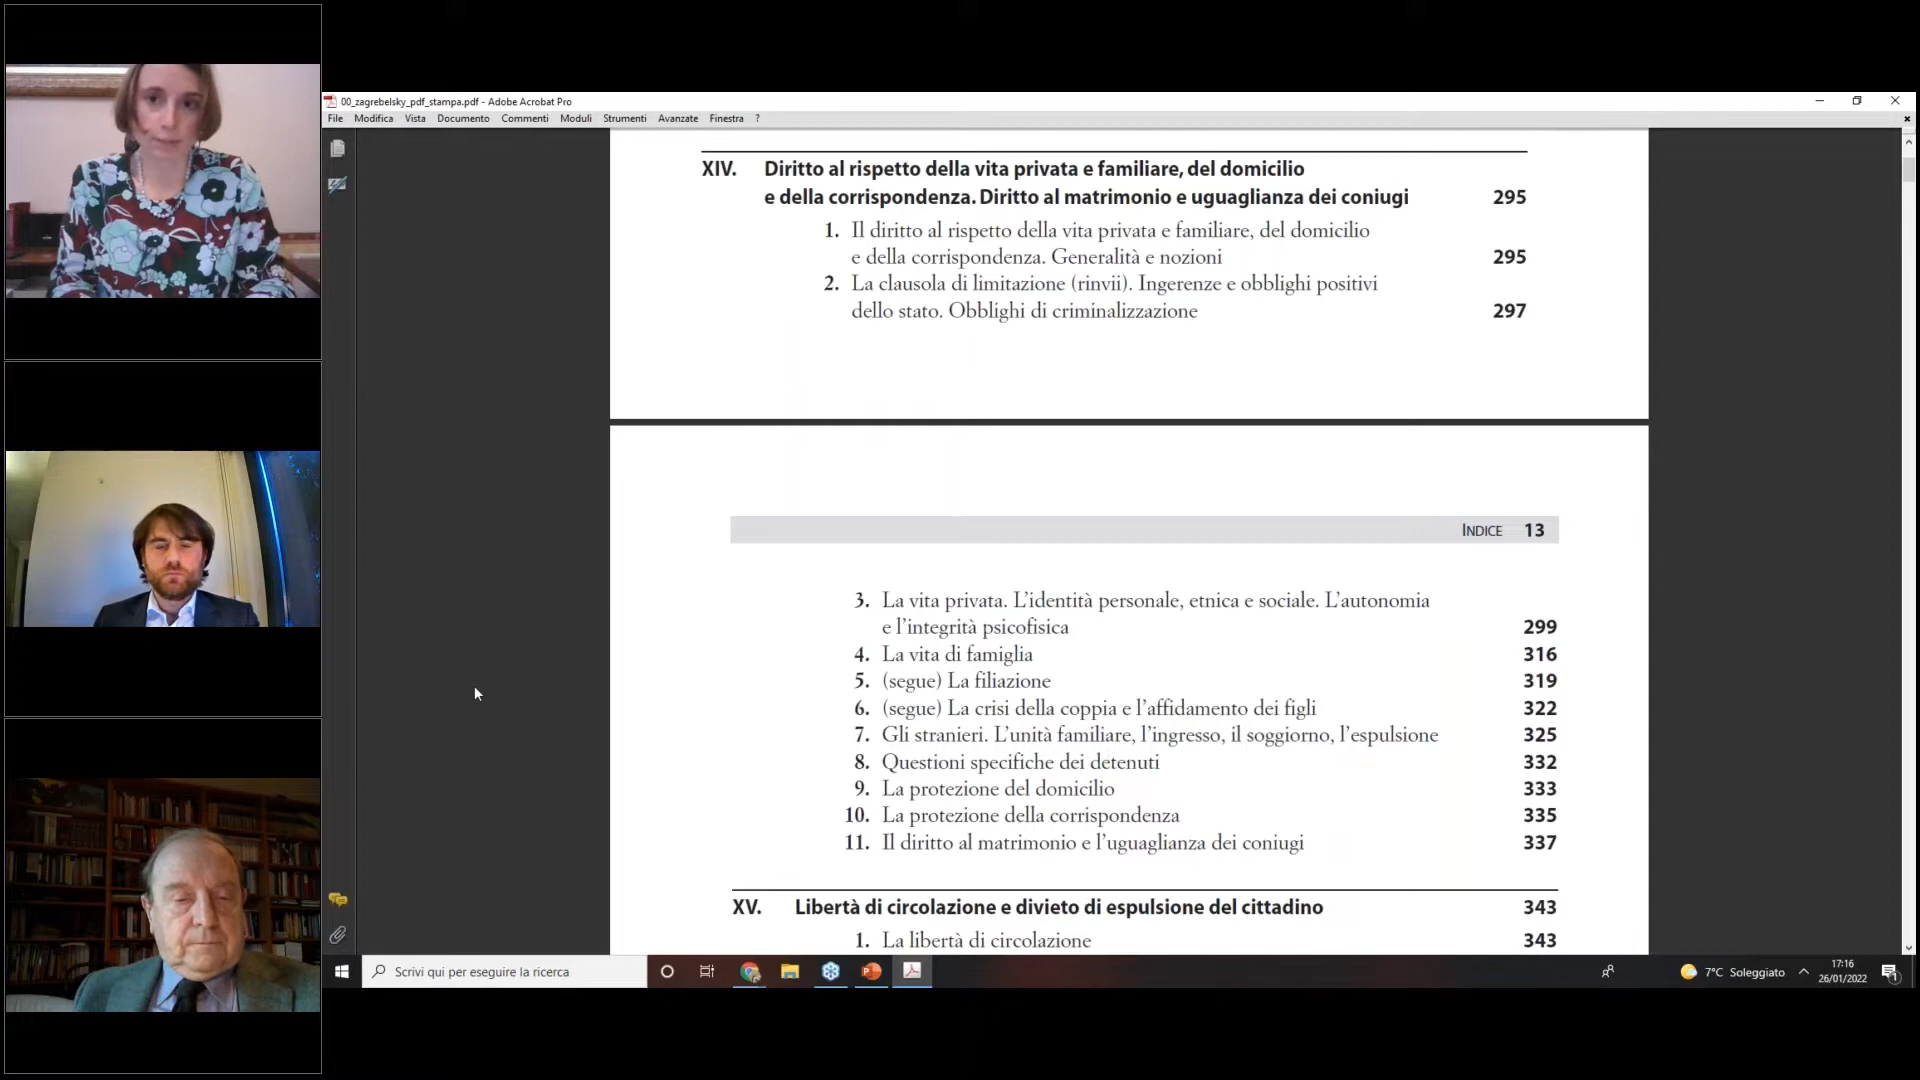 00_zagrebelsky_pdf_stampa.pdf - Adobe Acrobat Pro
File Modifica Vista Documento Commenti Moduli Strumenti Avanzate Finestra ?
XIV. Diritto al rispetto della vita privata e familiare, del domicilio
e della corrispondenza. Diritto al matrimonio e uguaglianza dei coniugi 295
1. Il diritto al rispetto della vita privata e familiare, del domicilio
e della corrispondenza. Generalità e nozioni 295
2. La clausola di limitazione (rinvii). Ingerenze e obblighi positivi
dello stato. Obblighi di criminalizzazione 297
INDICE 13
3. La vita privata. L’identità personale, etnica e sociale. L’autonomia
e l’integrità psicofisica 299
4. La vita di famiglia 316
5. (segue) La filiazione 319
6. (segue) La crisi della coppia e l’affidamento dei figli 322
7. Gli stranieri. L’unità familiare, l’ingresso, il soggiorno, l’espulsione 325
8. Questioni specifiche dei detenuti 332
9. La protezione del domicilio 333
10. La protezione della corrispondenza 335
11. Il diritto al matrimonio e l’uguaglianza dei coniugi 337
XV. Libertà di circolazione e divieto di espulsione del cittadino 343
1. La libertà di circolazione 343
Scrivi qui per eseguire la ricerca
7°C Soleggiato
17:16
26/01/2022
1